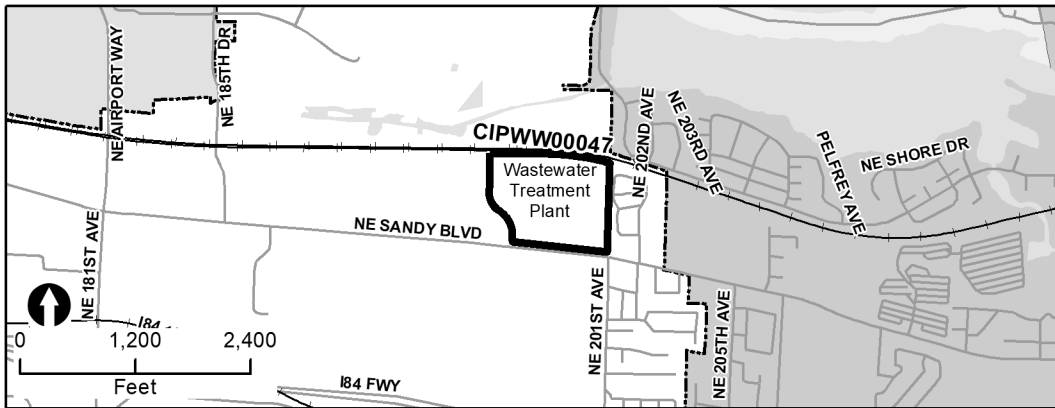 NE AIRPORT WAY
NE 185TH DR
CIPWW00047
NE 202ND AVE
NE 203RD AVE
PELFREY AVE
NE SHORE DR
Wastewater
Treatment
Plant
NE SANDY BLVD
NE 181ST AVE
NE 201ST AVE
NE 205TH AVE
I84
0 1,200 2,400
Feet
I84 FWY